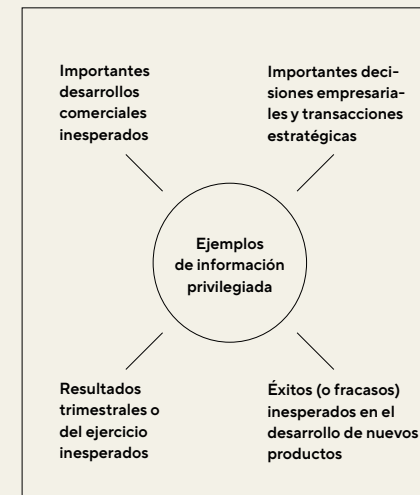 Importantes
desarrollos
comerciales
inesperados
Importantes deci-
siones empresaria-
les y transacciones
estratégicas
Ejemplos
de información
privilegiada
Resultados
trimestrales o
del ejercicio
inesperados
Éxitos (o fracasos)
inesperados en el
desarrollo de nuevos
productos